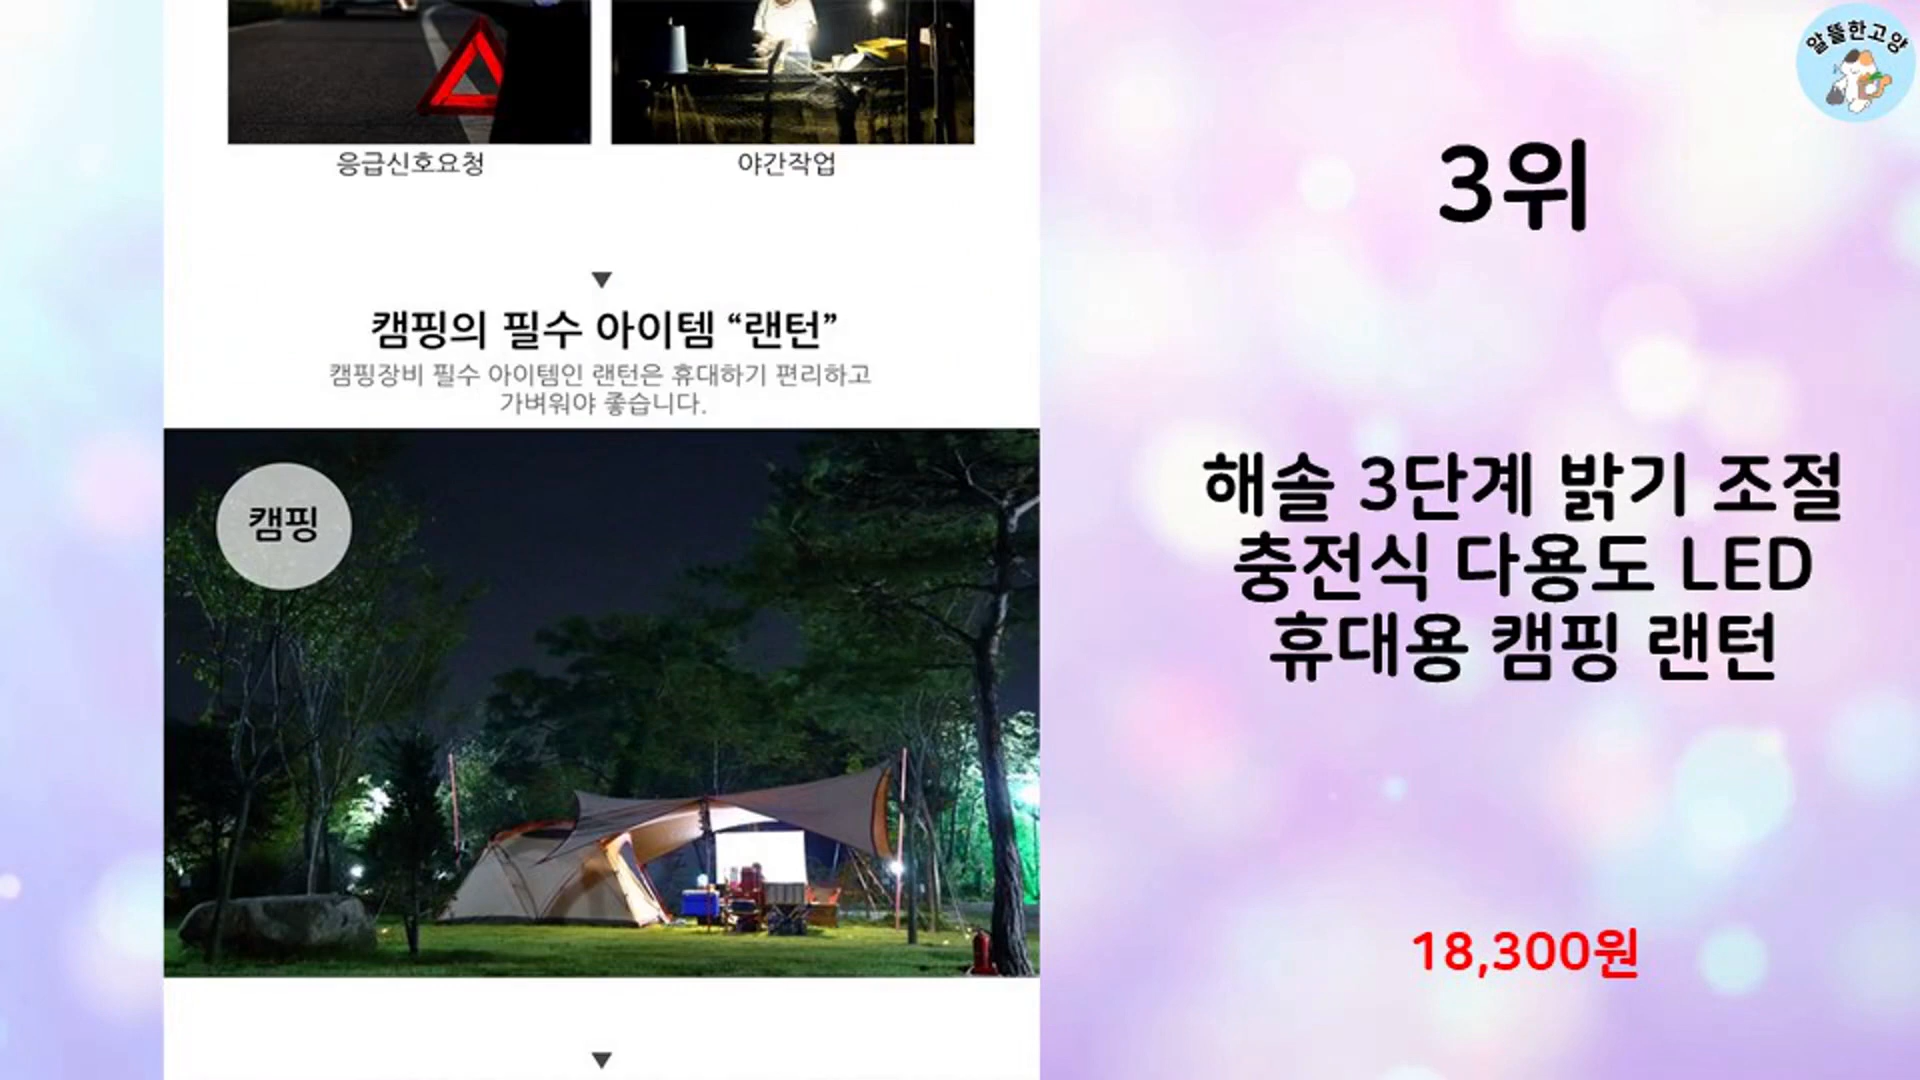 응급신호요청
야간작업
캠핑의 필수 아이템 “랜턴”
캠핑장비 필수 아이템인 랜턴은 휴대하기 편리하고
가벼워야 좋습니다.
캠핑
알뜰한고양
3위
해솔 3단계 밝기 조절
충전식 다용도 LED
휴대용 캠핑 랜턴
18,300원